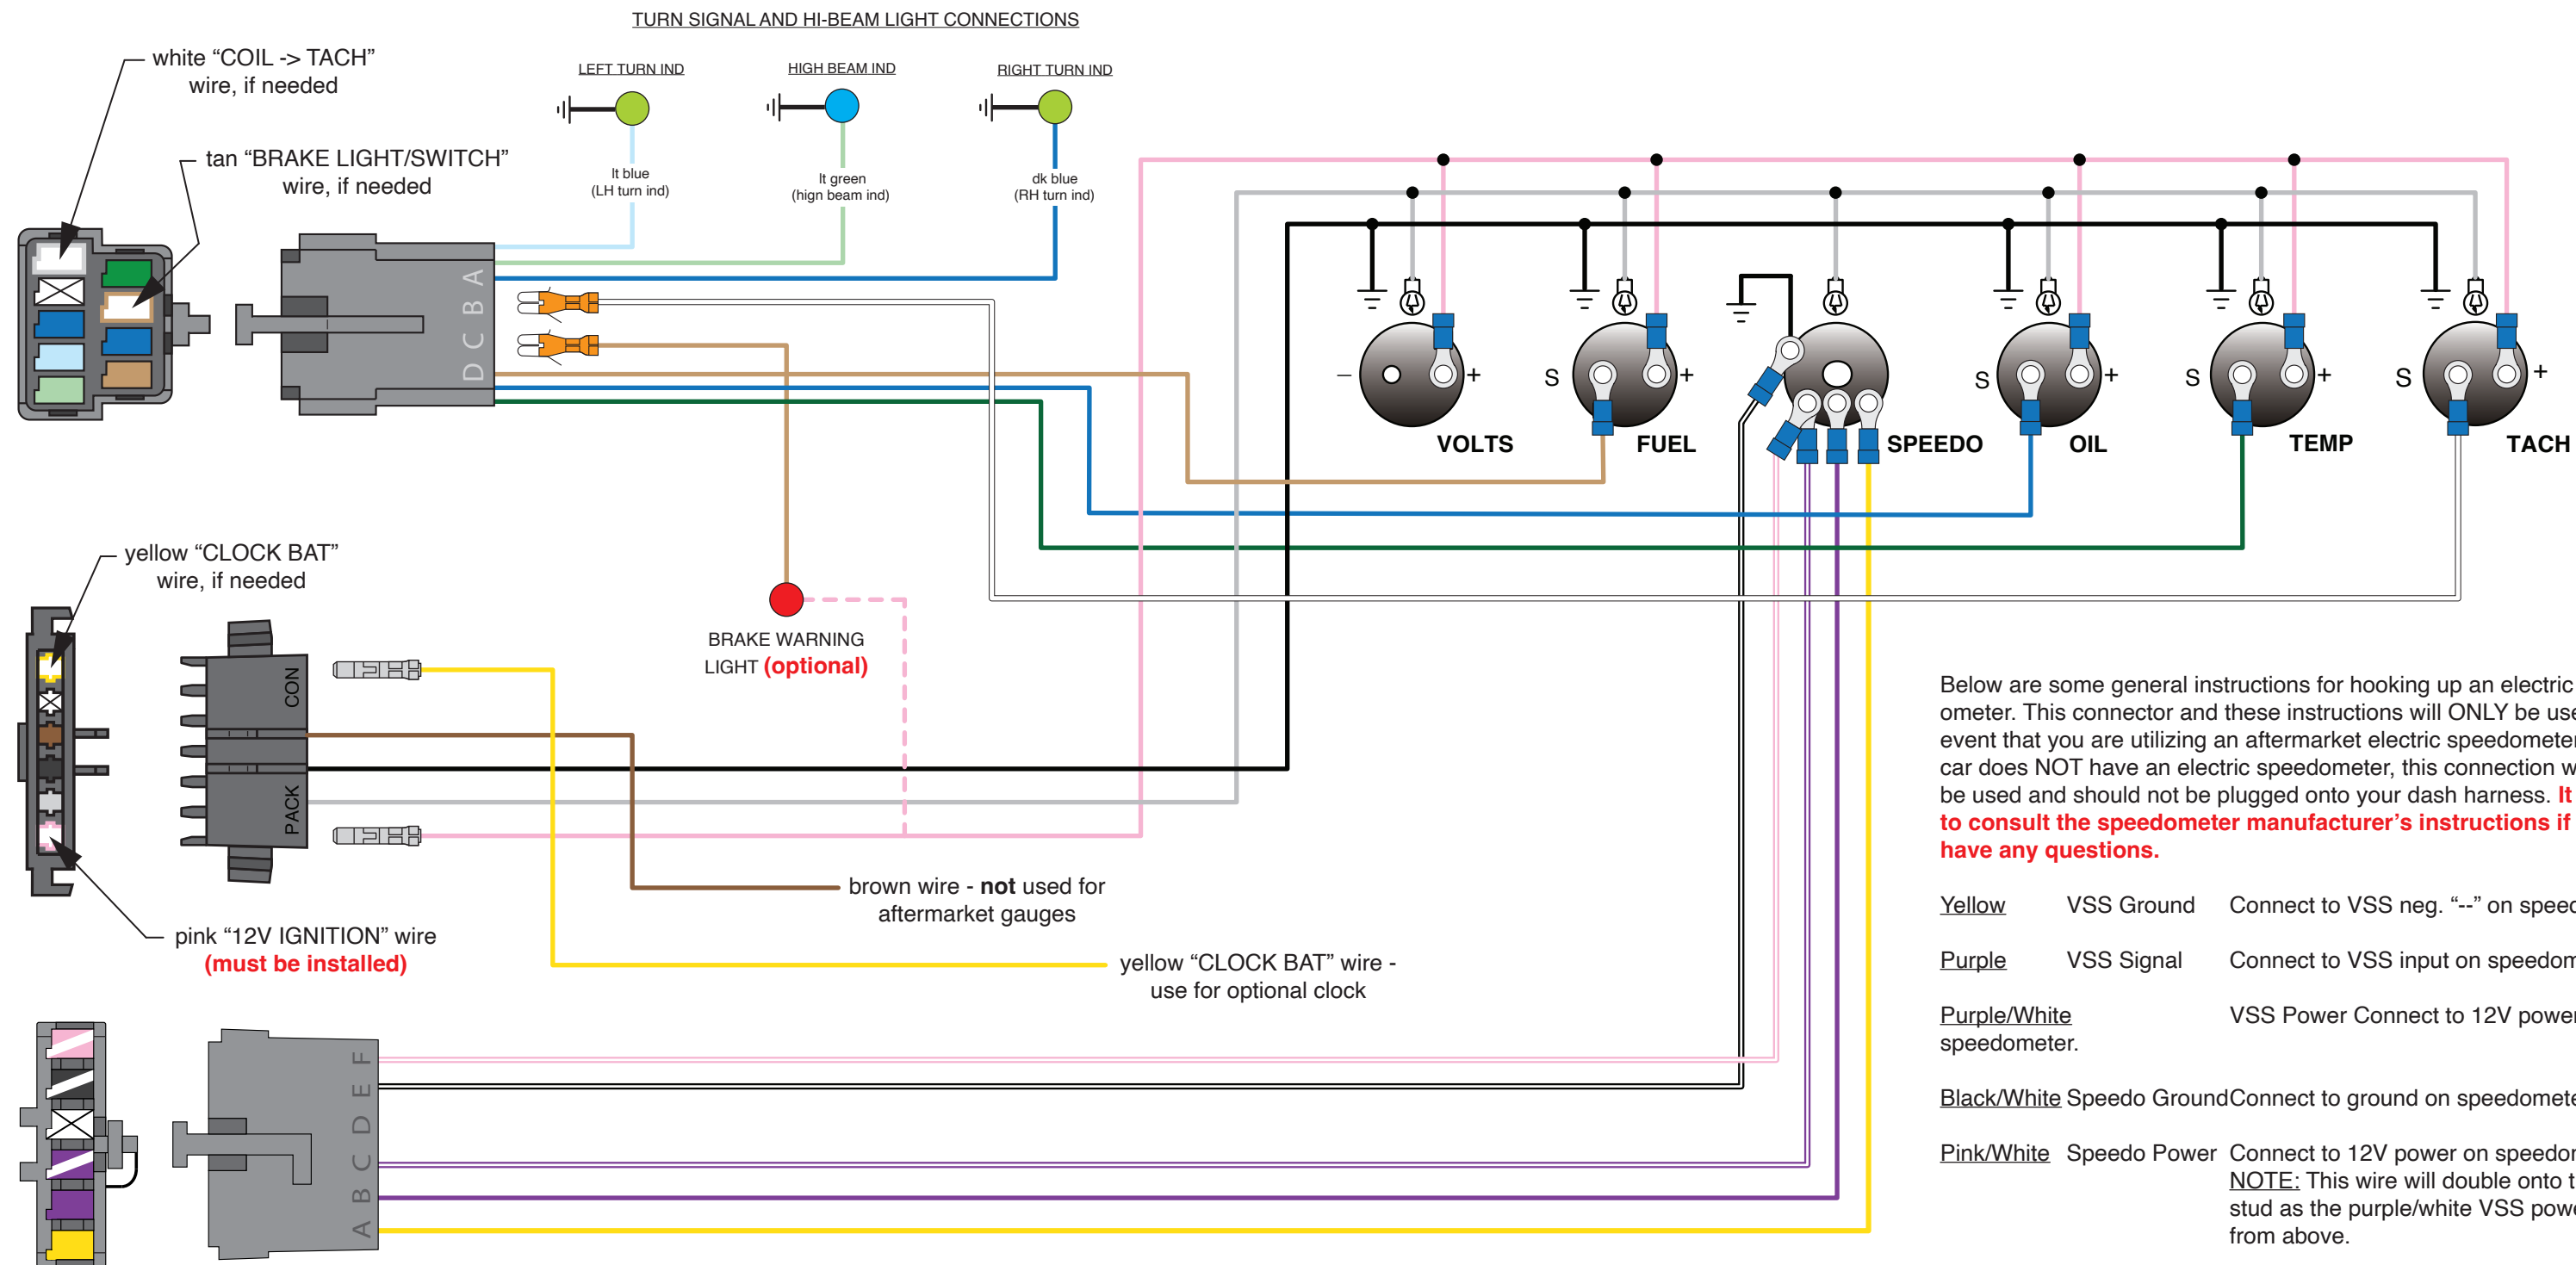 TURN SIGNAL AND HI-BEAM LIGHT CONNECTIONS
white “COIL -> TACH”
wire, if needed
LEFT TURN IND
HIGH BEAM IND
RIGHT TURN IND
tan “BRAKE LIGHT/SWITCH”
wire, if needed
lt blue
(LH turn ind)
lt green
(hign beam ind)
dk blue
(RH turn ind)
D C B A
– +
VOLTS
S +
FUEL
SPEEDO
S +
OIL
S +
TEMP
S +
TACH
yellow “CLOCK BAT”
wire, if needed
BRAKE WARNING
LIGHT (optional)
CON
PACK
brown wire - not used for
aftermarket gauges
pink “12V IGNITION” wire
(must be installed)
yellow “CLOCK BAT” wire -
use for optional clock
A B C D E F
Below are some general instructions for hooking up an electric
ometer. This connector and these instructions will ONLY be use
event that you are utilizing an aftermarket electric speedometer
car does NOT have an electric speedometer, this connection w
be used and should not be plugged onto your dash harness. It
to consult the speedometer manufacturer’s instructions if
have any questions.
Yellow VSS Ground Connect to VSS neg. “--” on speed
Purple VSS Signal Connect to VSS input on speedom
Purple/White VSS Power Connect to 12V power
speedometer.
Black/White Speedo Ground Connect to ground on speedomete
Pink/White Speedo Power Connect to 12V power on speedon
NOTE: This wire will double onto t
stud as the purple/white VSS powe
from above.